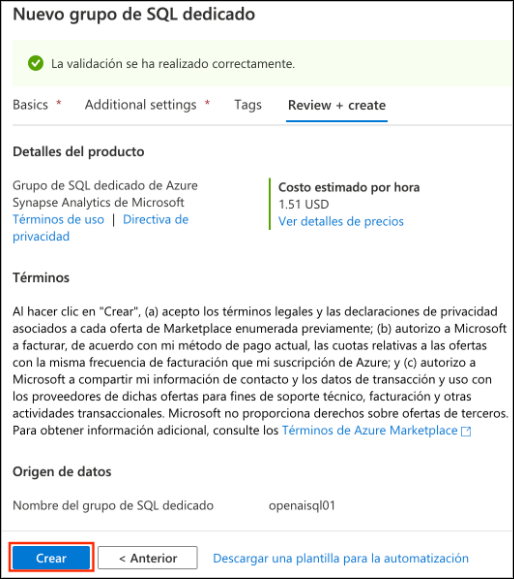 Nuevo grupo de SQL dedicado
La validación se ha realizado correctamente.
Basics * Additional settings * Tags Review + create
Detalles del producto
Grupo de SQL dedicado de Azure
Synapse Analytics de Microsoft
Términos de uso | Directiva de
privacidad
Costo estimado por hora
1.51 USD
Ver detalles de precios
Términos
Al hacer clic en "Crear", (a) acepto los términos legales y las declaraciones de privacidad
asociados a cada oferta de Marketplace enumerada previamente; (b) autorizo a Microsoft
a facturar, de acuerdo con mi método de pago actual, las cuotas relativas a las ofertas
con la misma frecuencia de facturación que mi suscripción de Azure; y (c) autorizo a
Microsoft a compartir mi información de contacto y los datos de transacción y uso con
los proveedores de dichas ofertas para fines de soporte técnico, facturación y otras
actividades transaccionales. Microsoft no proporciona derechos sobre ofertas de terceros.
Para obtener información adicional, consulte los Términos de Azure Marketplace
Origen de datos
Nombre del grupo de SQL dedicado openaisql01
Crear < Anterior Descargar una plantilla para la automatización